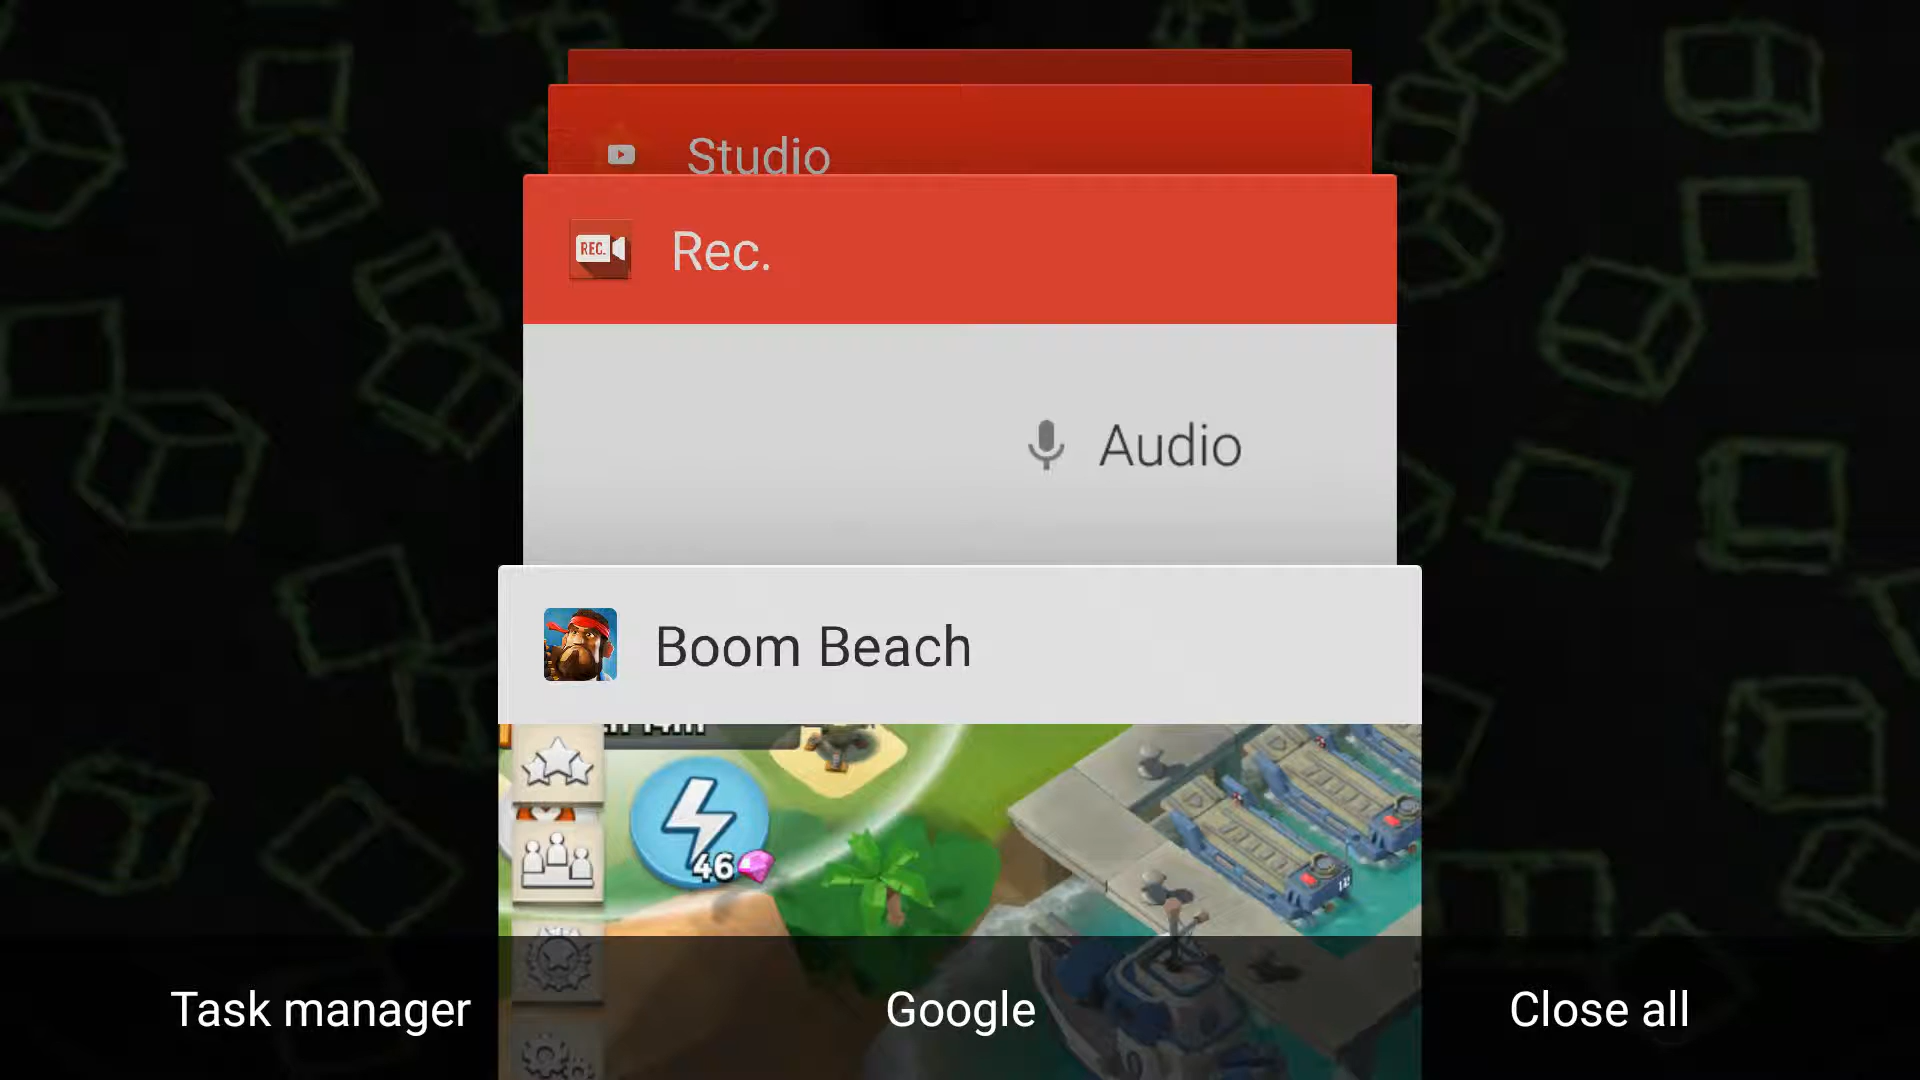 Studio
REC.
Rec.
Audio
Boom Beach
46
Task manager
Google
Close all